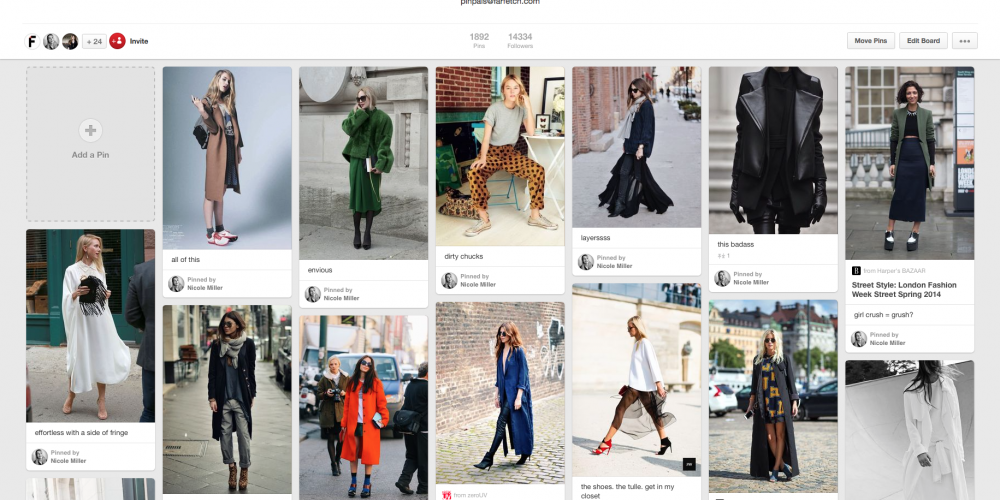 pinpals@farfetch.com
F
+ 24
Invite
1892
Pins
14334
Followers
Move Pins
Edit Board
Add a Pin
effortless with a side of fringe
Pinned by
Nicole Miller
all of this
Pinned by
Nicole Miller
envious
Pinned by
Nicole Miller
dirty chucks
Pinned by
Nicole Miller
from zeroUV
layerssss
Pinned by
Nicole Miller
the shoes. the tulle. get in my
closet
this badass
1
Pinned by
Nicole Miller
LONDON
FASHION
WEEK
from Harper's BAZAAR
Street Style: London Fashion
Week Street Spring 2014
girl crush = grush?
Pinned by
Nicole Miller